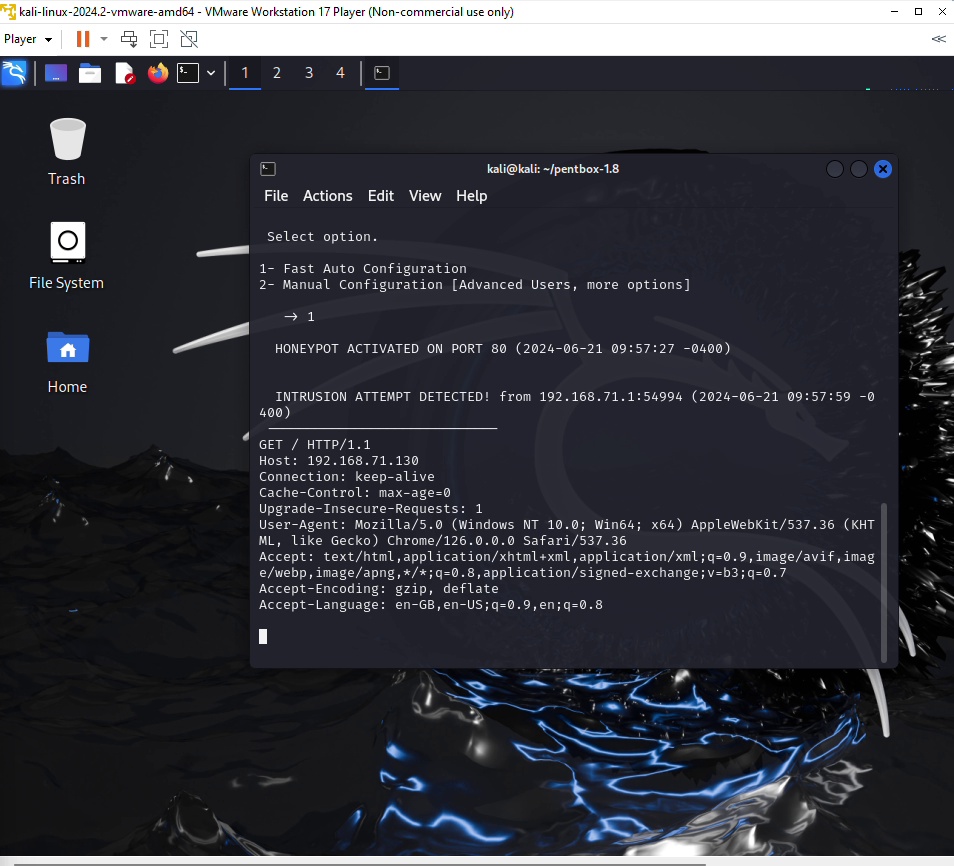 kali-linux-2024.2-vmware-amd64 - VMware Workstation 17 Player (Non-commercial use only)
Player
1 2 3 4
Trash
File System
Home
kali@kali: ~/pentbox-1.8
File Actions Edit View Help
Select option.
1- Fast Auto Configuration
2- Manual Configuration [Advanced Users, more options]
→ 1
HONEYPOT ACTIVATED ON PORT 80 (2024-06-21 09:57:27 -0400)
INTRUSION ATTEMPT DETECTED! from 192.168.71.1:54994 (2024-06-21 09:57:59 -0
400)
GET / HTTP/1.1
Host: 192.168.71.130
Connection: keep-alive
Cache-Control: max-age=0
Upgrade-Insecure-Requests: 1
User-Agent: Mozilla/5.0 (Windows NT 10.0; Win64; x64) AppleWebKit/537.36 (KHT
ML, like Gecko) Chrome/126.0.0.0 Safari/537.36
Accept: text/html,application/xhtml+xml,application/xml;q=0.9,image/avif,imag
e/webp,image/apng,*/*;q=0.8,application/signed-exchange;v=b3;q=0.7
Accept-Encoding: gzip, deflate
Accept-Language: en-GB,en-US;q=0.9,en;q=0.8